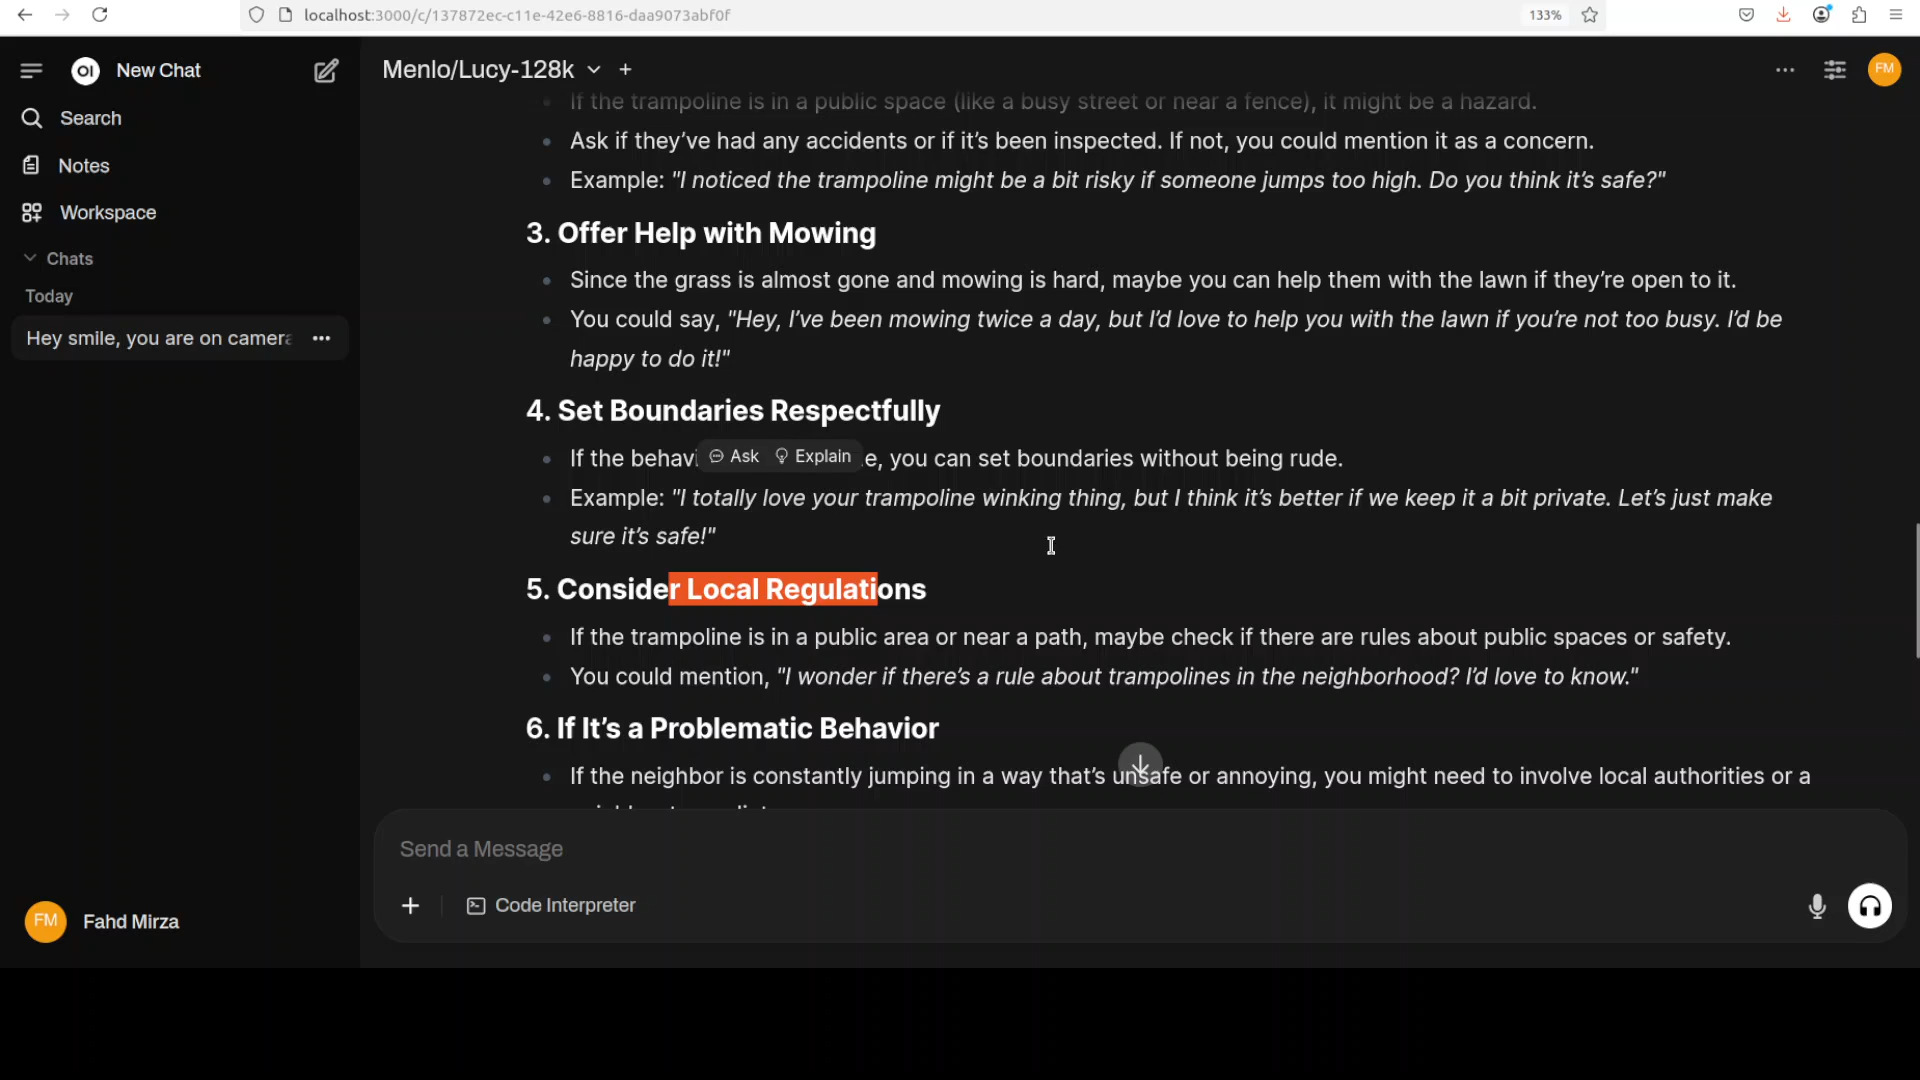 localhost:3000/c/137872ec-c11e-42e6-8816-daa9073abf0f
133%
OI New Chat
Search
Notes
Workspace
Chats
Today
Hey smile, you are on camera
FM Fahd Mirza
Menlo/Lucy-128k
FM
If the trampoline is in a public space (like a busy street or near a fence), it might be a hazard.
Ask if they’ve had any accidents or if it’s been inspected. If not, you could mention it as a concern.
Example: "I noticed the trampoline might be a bit risky if someone jumps too high. Do you think it’s safe?"
3. Offer Help with Mowing
Since the grass is almost gone and mowing is hard, maybe you can help them with the lawn if they’re open to it.
You could say, "Hey, I’ve been mowing twice a day, but I’d love to help you with the lawn if you’re not too busy. I’d be
happy to do it!"
4. Set Boundaries Respectfully
Ask Explain
If the behavi e, you can set boundaries without being rude.
Example: "I totally love your trampoline winking thing, but I think it’s better if we keep it a bit private. Let’s just make
sure it’s safe!"
5. Consider Local Regulations
If the trampoline is in a public area or near a path, maybe check if there are rules about public spaces or safety.
You could mention, "I wonder if there’s a rule about trampolines in the neighborhood? I’d love to know."
6. If It’s a Problematic Behavior
If the neighbor is constantly jumping in a way that’s unsafe or annoying, you might need to involve local authorities or a
Send a Message
Code Interpreter